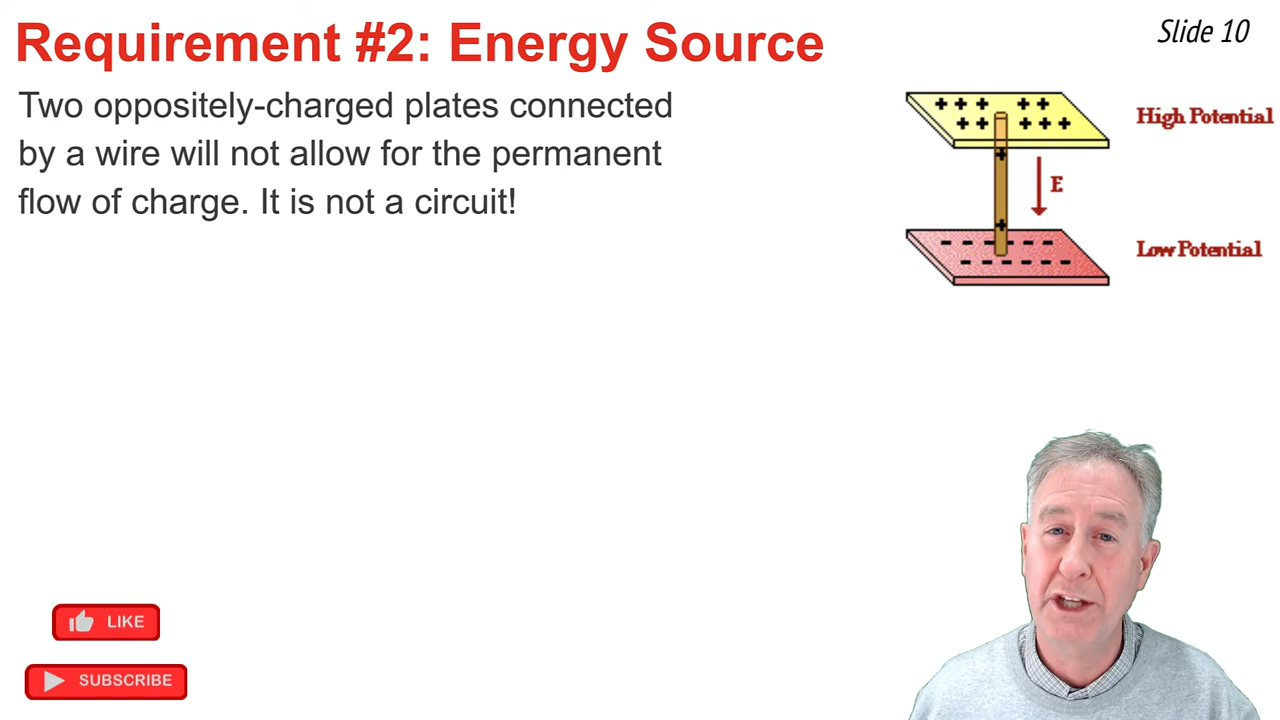 Requirement #2: Energy Source
Slide 10
Two oppositely-charged plates connected
by a wire will not allow for the permanent
flow of charge. It is not a circuit!
+ + + + +
High Potential
+ + + + +
+
E
+
- - - - - -
Low Potential
- - - - - -
LIKE
SUBSCRIBE